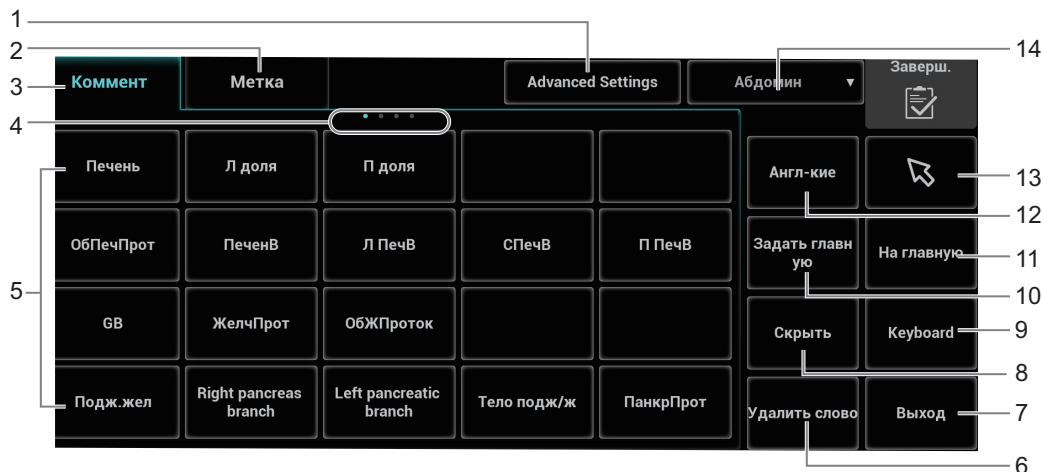 1
2
3
4
5
14
13
12
11
10
9
8
7
6
Коммент
Метка
Advanced Settings
Абдомин
Заверш.
Печень
Л доля
П доля
Англ-кие
ОбПечПрот
ПеченВ
Л ПечВ
СПечВ
П ПечВ
Задать главн
ую
На главную
GB
ЖелчПрот
ОбЖПроток
Скрыть
Keyboard
Подж.жел
Right pancreas
branch
Left pancreatic
branch
Тело подж/ж
ПанкрПрот
Удалить слово
Выход